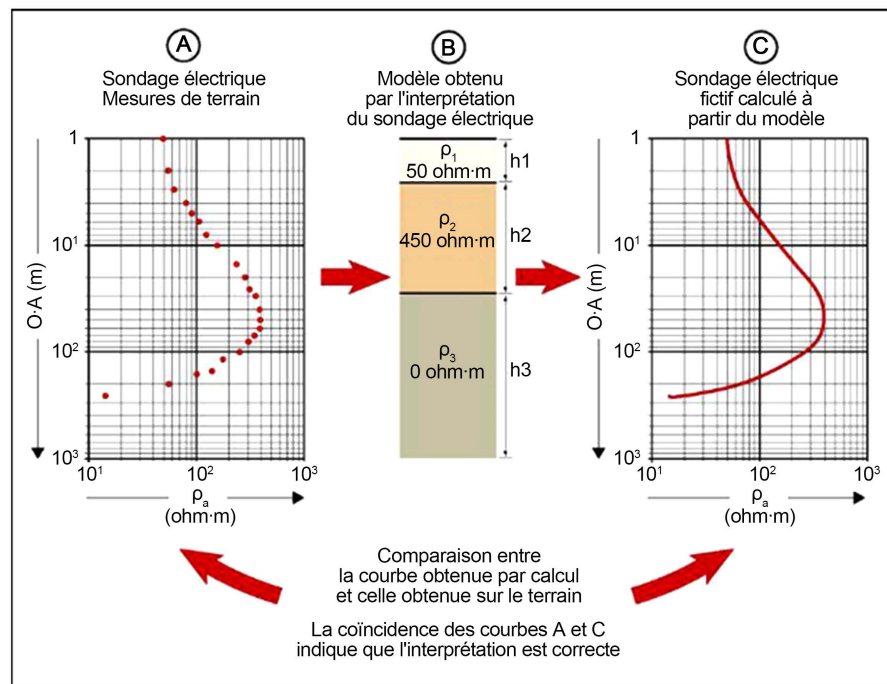 A
Sondage électrique
Mesures de terrain
1
10¹
10²
10³
O·A (m)
10¹
10²
10³
ρₐ
(ohm·m)
B
Modèle obtenu
par l'interprétation
du sondage électrique
ρ₁
50 ohm·m
h1
ρ₂
450 ohm·m
h2
ρ₃
0 ohm·m
h3
C
Sondage électrique
fictif calculé à
partir du modèle
1
10¹
10²
10³
O·A (m)
10¹
10²
10³
ρₐ
(ohm·m)
Comparaison entre
la courbe obtenue par calcul
et celle obtenue sur le terrain
La coïncidence des courbes A et C
indique que l'interprétation est correcte